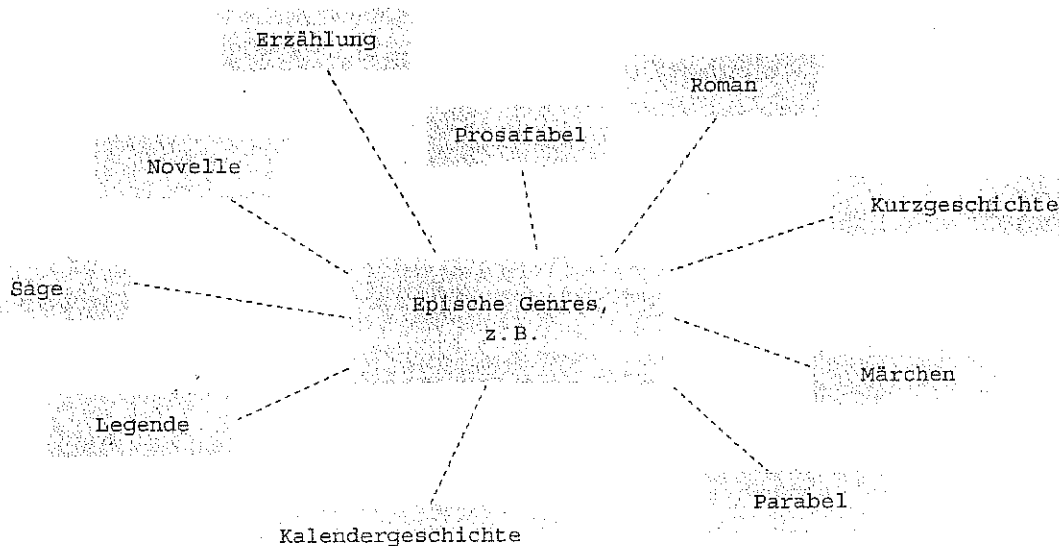 Erzählung
Roman
Prosafabel
Novelle
Kurzgeschichte
Sage
Epische Genres,
z.B.
Märchen
Legende
Parabel
Kalendergeschichte